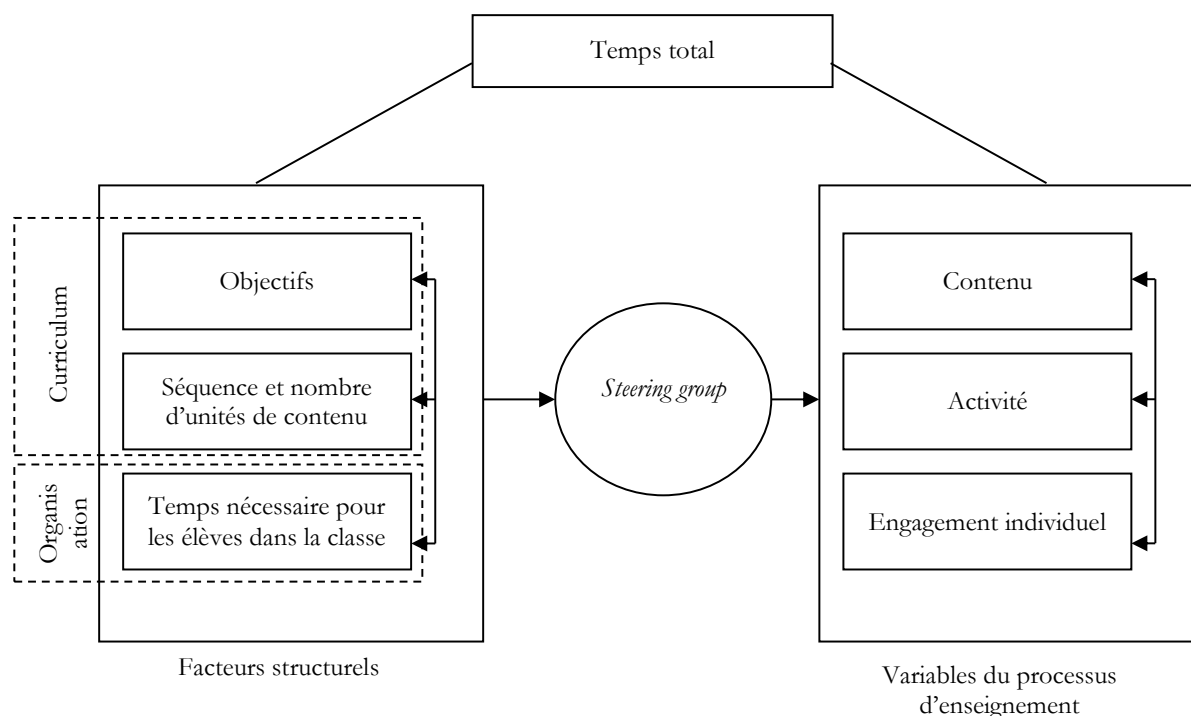 Temps total
Curriculum
Objectifs
Séquence et nombre
d'unités de contenu
Organis
ation
Temps nécessaire pour
les élèves dans la classe
Facteurs structurels
Steering group
Contenu
Activité
Engagement individuel
Variables du processus
d'enseignement